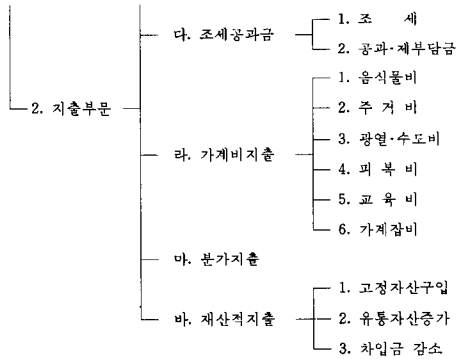 다. 조세공과금
1. 조 세
2. 공과·제부담금
2. 지출부문
라. 가계비지출
1. 음식물비
2. 주 거 비
3. 광열·수도비
4. 피 복 비
5. 교 육 비
6. 가계잡비
마. 분가지출
바. 재산적지출
1. 고정자산구입
2. 유통자산증가
3. 차입금 감소